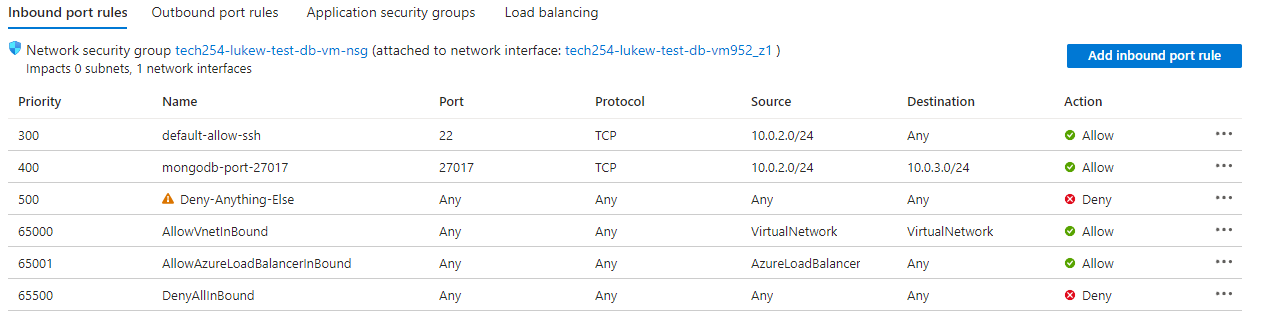 Inbound port rules Outbound port rules Application security groups Load balancing
Network security group tech254-lukew-test-db-vm-nsg (attached to network interface: tech254-lukew-test-db-vm952_z1 )
Impacts 0 subnets, 1 network interfaces
Add inbound port rule
Priority Name Port Protocol Source Destination Action
300 default-allow-ssh 22 TCP 10.0.2.0/24 Any Allow
400 mongodb-port-27017 27017 TCP 10.0.2.0/24 10.0.3.0/24 Allow
500 Deny-Anything-Else Any Any Any Any Deny
65000 AllowVnetInBound Any Any VirtualNetwork VirtualNetwork Allow
65001 AllowAzureLoadBalancerInBound Any Any AzureLoadBalancer Any Allow
65500 DenyAllInBound Any Any Any Any Deny